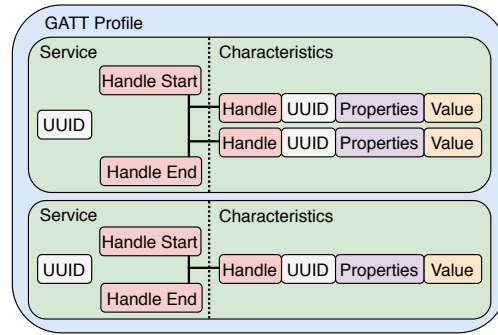 GATT Profile
Service Characteristics
Handle Start
UUID
Handle UUID Properties Value
Handle UUID Properties Value
Handle End
Service Characteristics
Handle Start
UUID
Handle UUID Properties Value
Handle End